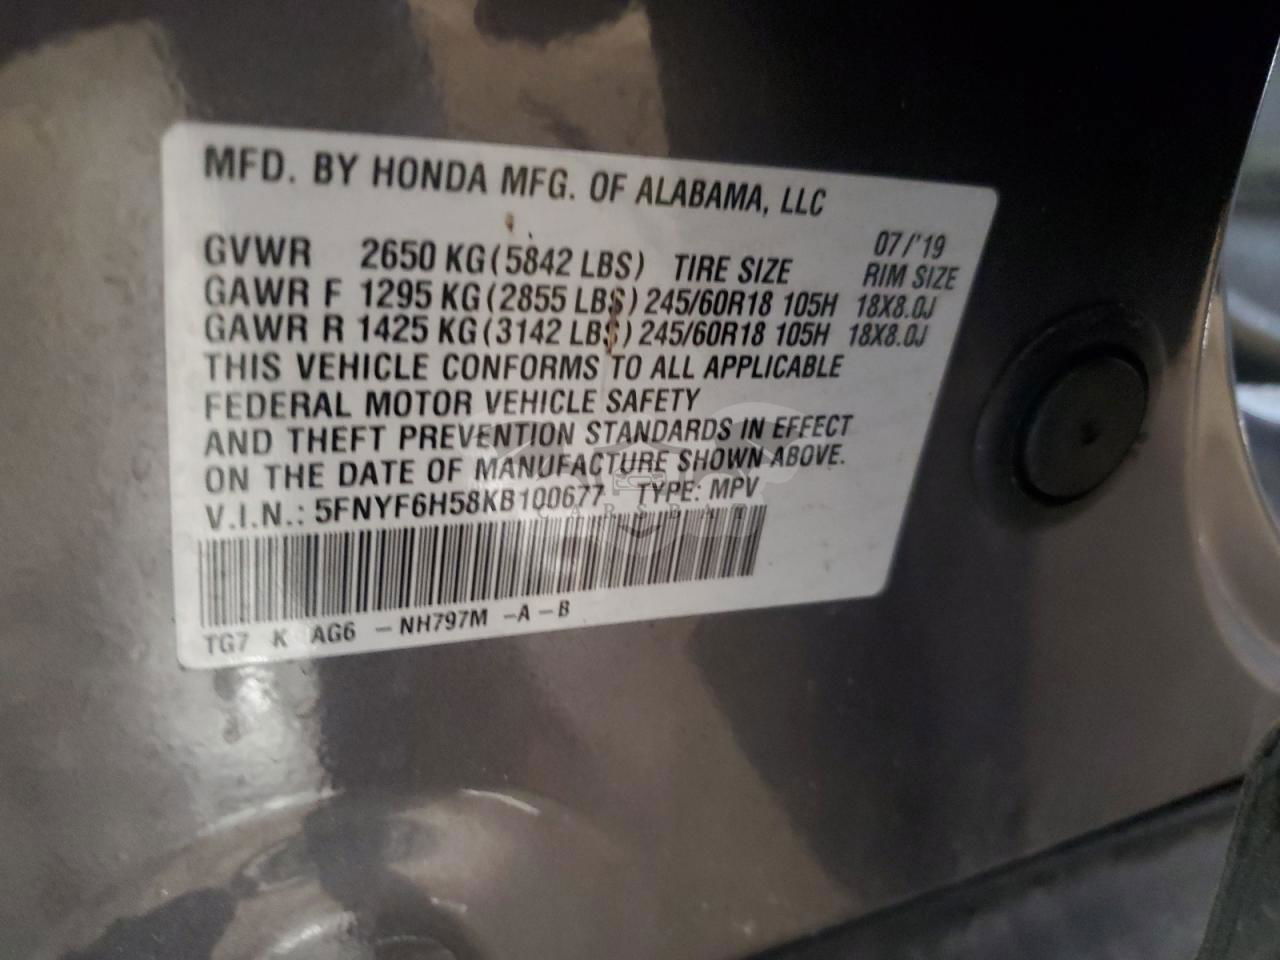 MFD. BY HONDA MFG. OF ALABAMA, LLC
07/'19
GVWR 2650 KG(5842 LBS) TIRE SIZE RIM SIZE
GAWR F 1295 KG(2855 LBS)245/60R18 105H 18X8.0J
GAWR R 1425 KG(3142 LBS)245/60R18 105H 18X8.0J
THIS VEHICLE CONFORMS TO ALL APPLICABLE
FEDERAL MOTOR VEHICLE SAFETY
AND THEFT PREVENTION STANDARDS IN EFFECT
ON THE DATE OF MANUFACTURE SHOWN ABOVE.
V.I.N.: 5FNYF6H58KB100677 TYPE: MPV
TG7 K AG6 – NH797M –A–B